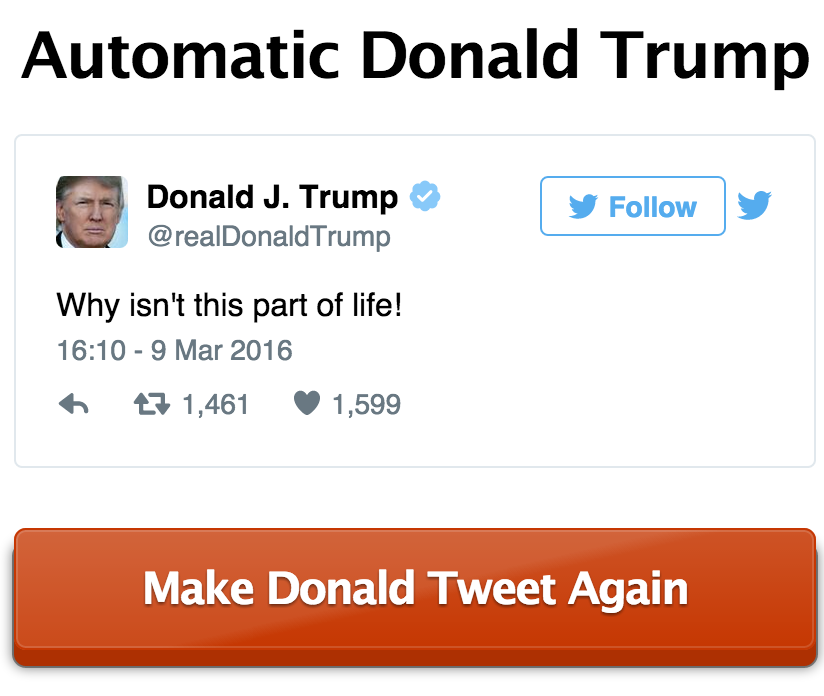 Automatic Donald Trump
Donald J. Trump
Follow
@realDonaldTrump
Why isn't this part of life!
16:10 - 9 Mar 2016
1,461 1,599
Make Donald Tweet Again